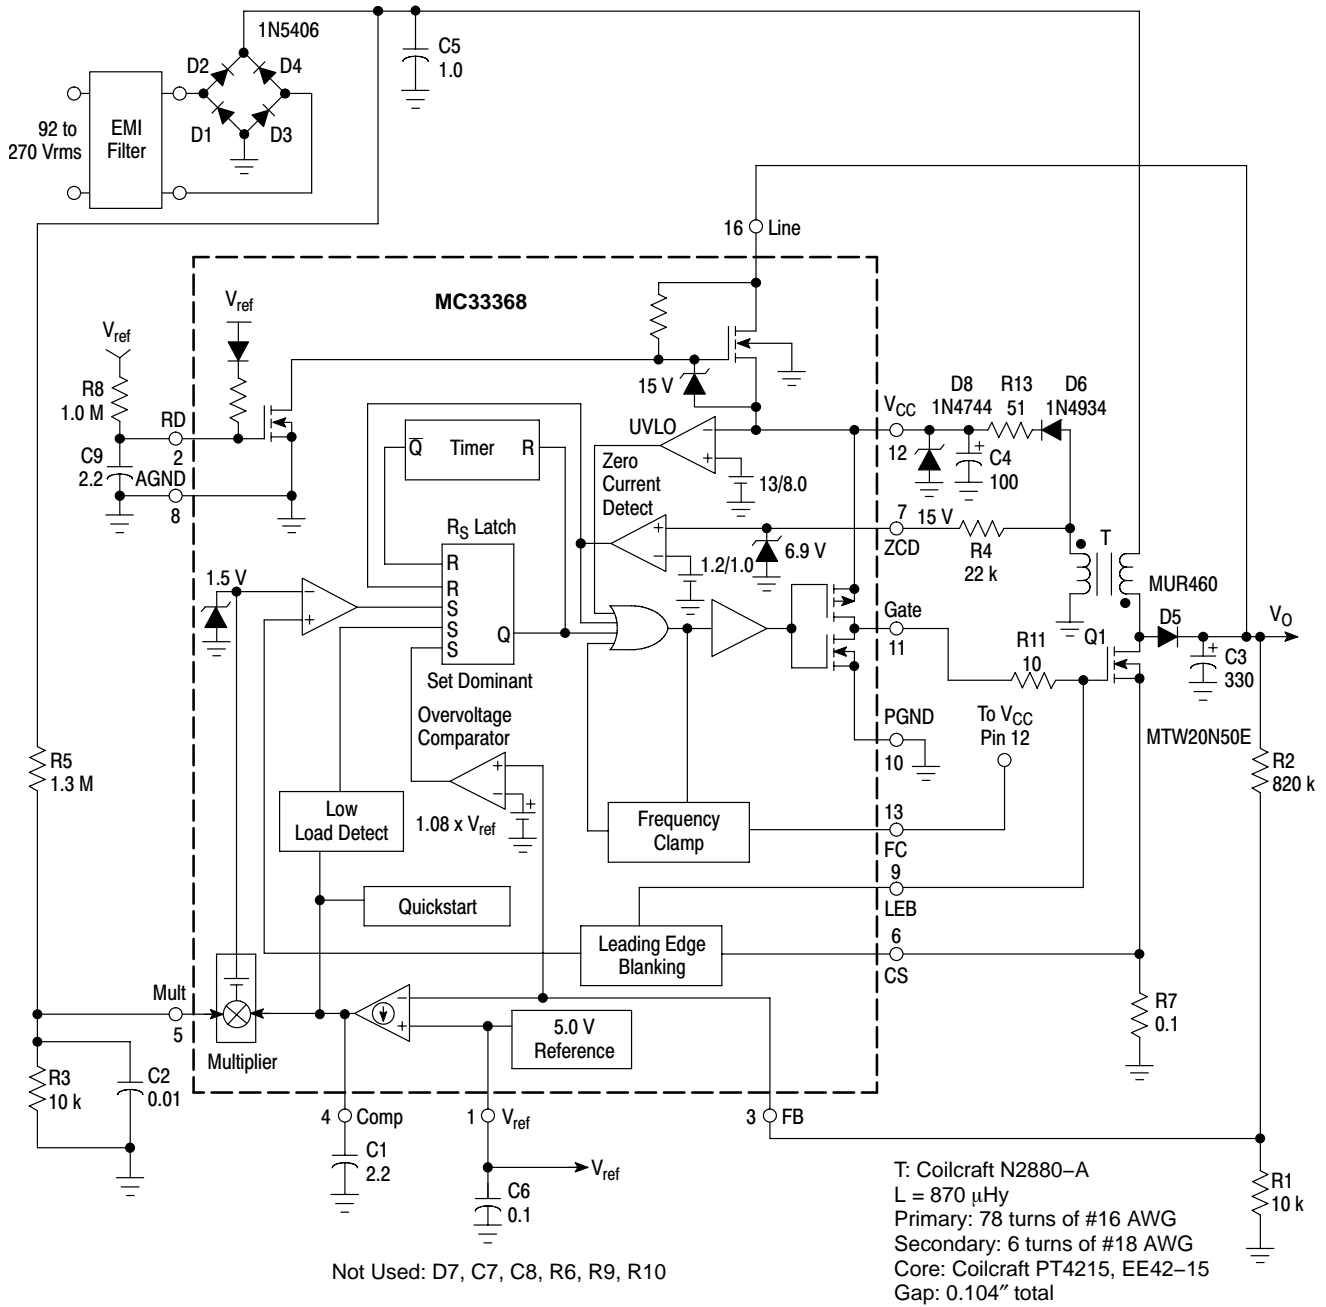 1N5406
C5
1.0
D2
D4
D1
D3
92 to
270 Vrms
EMI
Filter
16
Line
MC33368
Vref
Vref
R8
1.0 M
RD
2
C9
2.2
AGND
8
15 V
VCC
12
D8
1N4744
R13
51
D6
1N4934
C4
+
100
UVLO
−
+
13/8.0
Q̅
Timer
R
Zero
Current
Detect
+
−
1.2/1.0
6.9 V
7
ZCD
15 V
R4
22 k
T
MUR460
RS Latch
R
R
S
S
S
Q
Set Dominant
1.5 V
−
+
Gate
11
R11
10
Q1
D5
VO
+
C3
330
MTW20N50E
PGND
10
To VCC
Pin 12
R2
820 k
Overvoltage
Comparator
+
−
+
1.08 x Vref
R5
1.3 M
Low
Load Detect
Frequency
Clamp
13
FC
9
LEB
Quickstart
Leading Edge
Blanking
6
CS
R7
0.1
Mult
5
Multiplier
−
+
5.0 V
Reference
R3
10 k
C2
0.01
4
Comp
1
Vref
3
FB
C1
2.2
Vref
C6
0.1
R1
10 k
T: Coilcraft N2880−A
L = 870 μHy
Primary: 78 turns of #16 AWG
Secondary: 6 turns of #18 AWG
Core: Coilcraft PT4215, EE42−15
Gap: 0.104″ total
Not Used: D7, C7, C8, R6, R9, R10